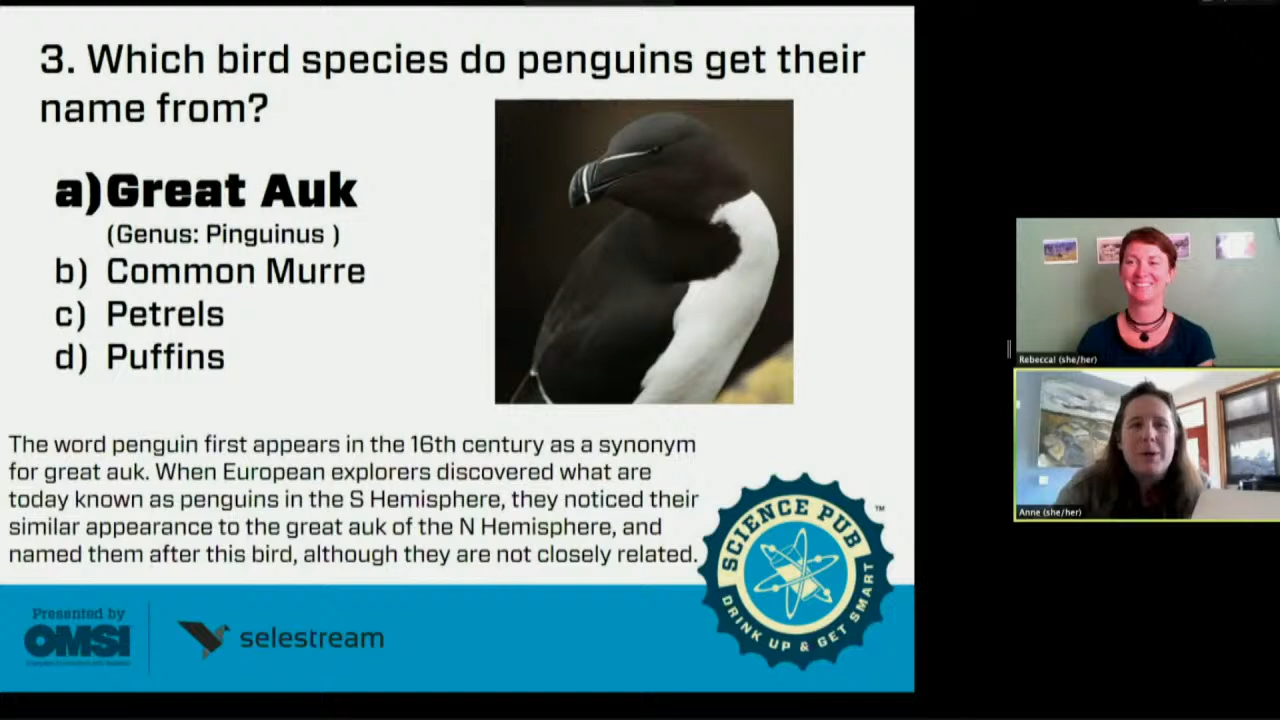 3. Which bird species do penguins get their
name from?
a) Great Auk
(Genus: Pinguinus )
b) Common Murre
c) Petrels
d) Puffins
The word penguin first appears in the 16th century as a synonym
for great auk. When European explorers discovered what are
today known as penguins in the S Hemisphere, they noticed their
similar appearance to the great auk of the N Hemisphere, and
named them after this bird, although they are not closely related.
SCIENCE PUB
TM
DRINK UP & GET SMART
Presented by
OMSI
selestream
Rebecca! (she/her)
Anne (she/her)